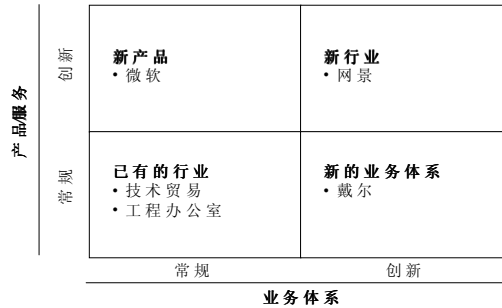 产品/服务
创新
新产品
• 微软
新行业
• 网景
常规
已有的行业
• 技术贸易
• 工程办公室
新的业务体系
• 戴尔
常规
创新
业务体系